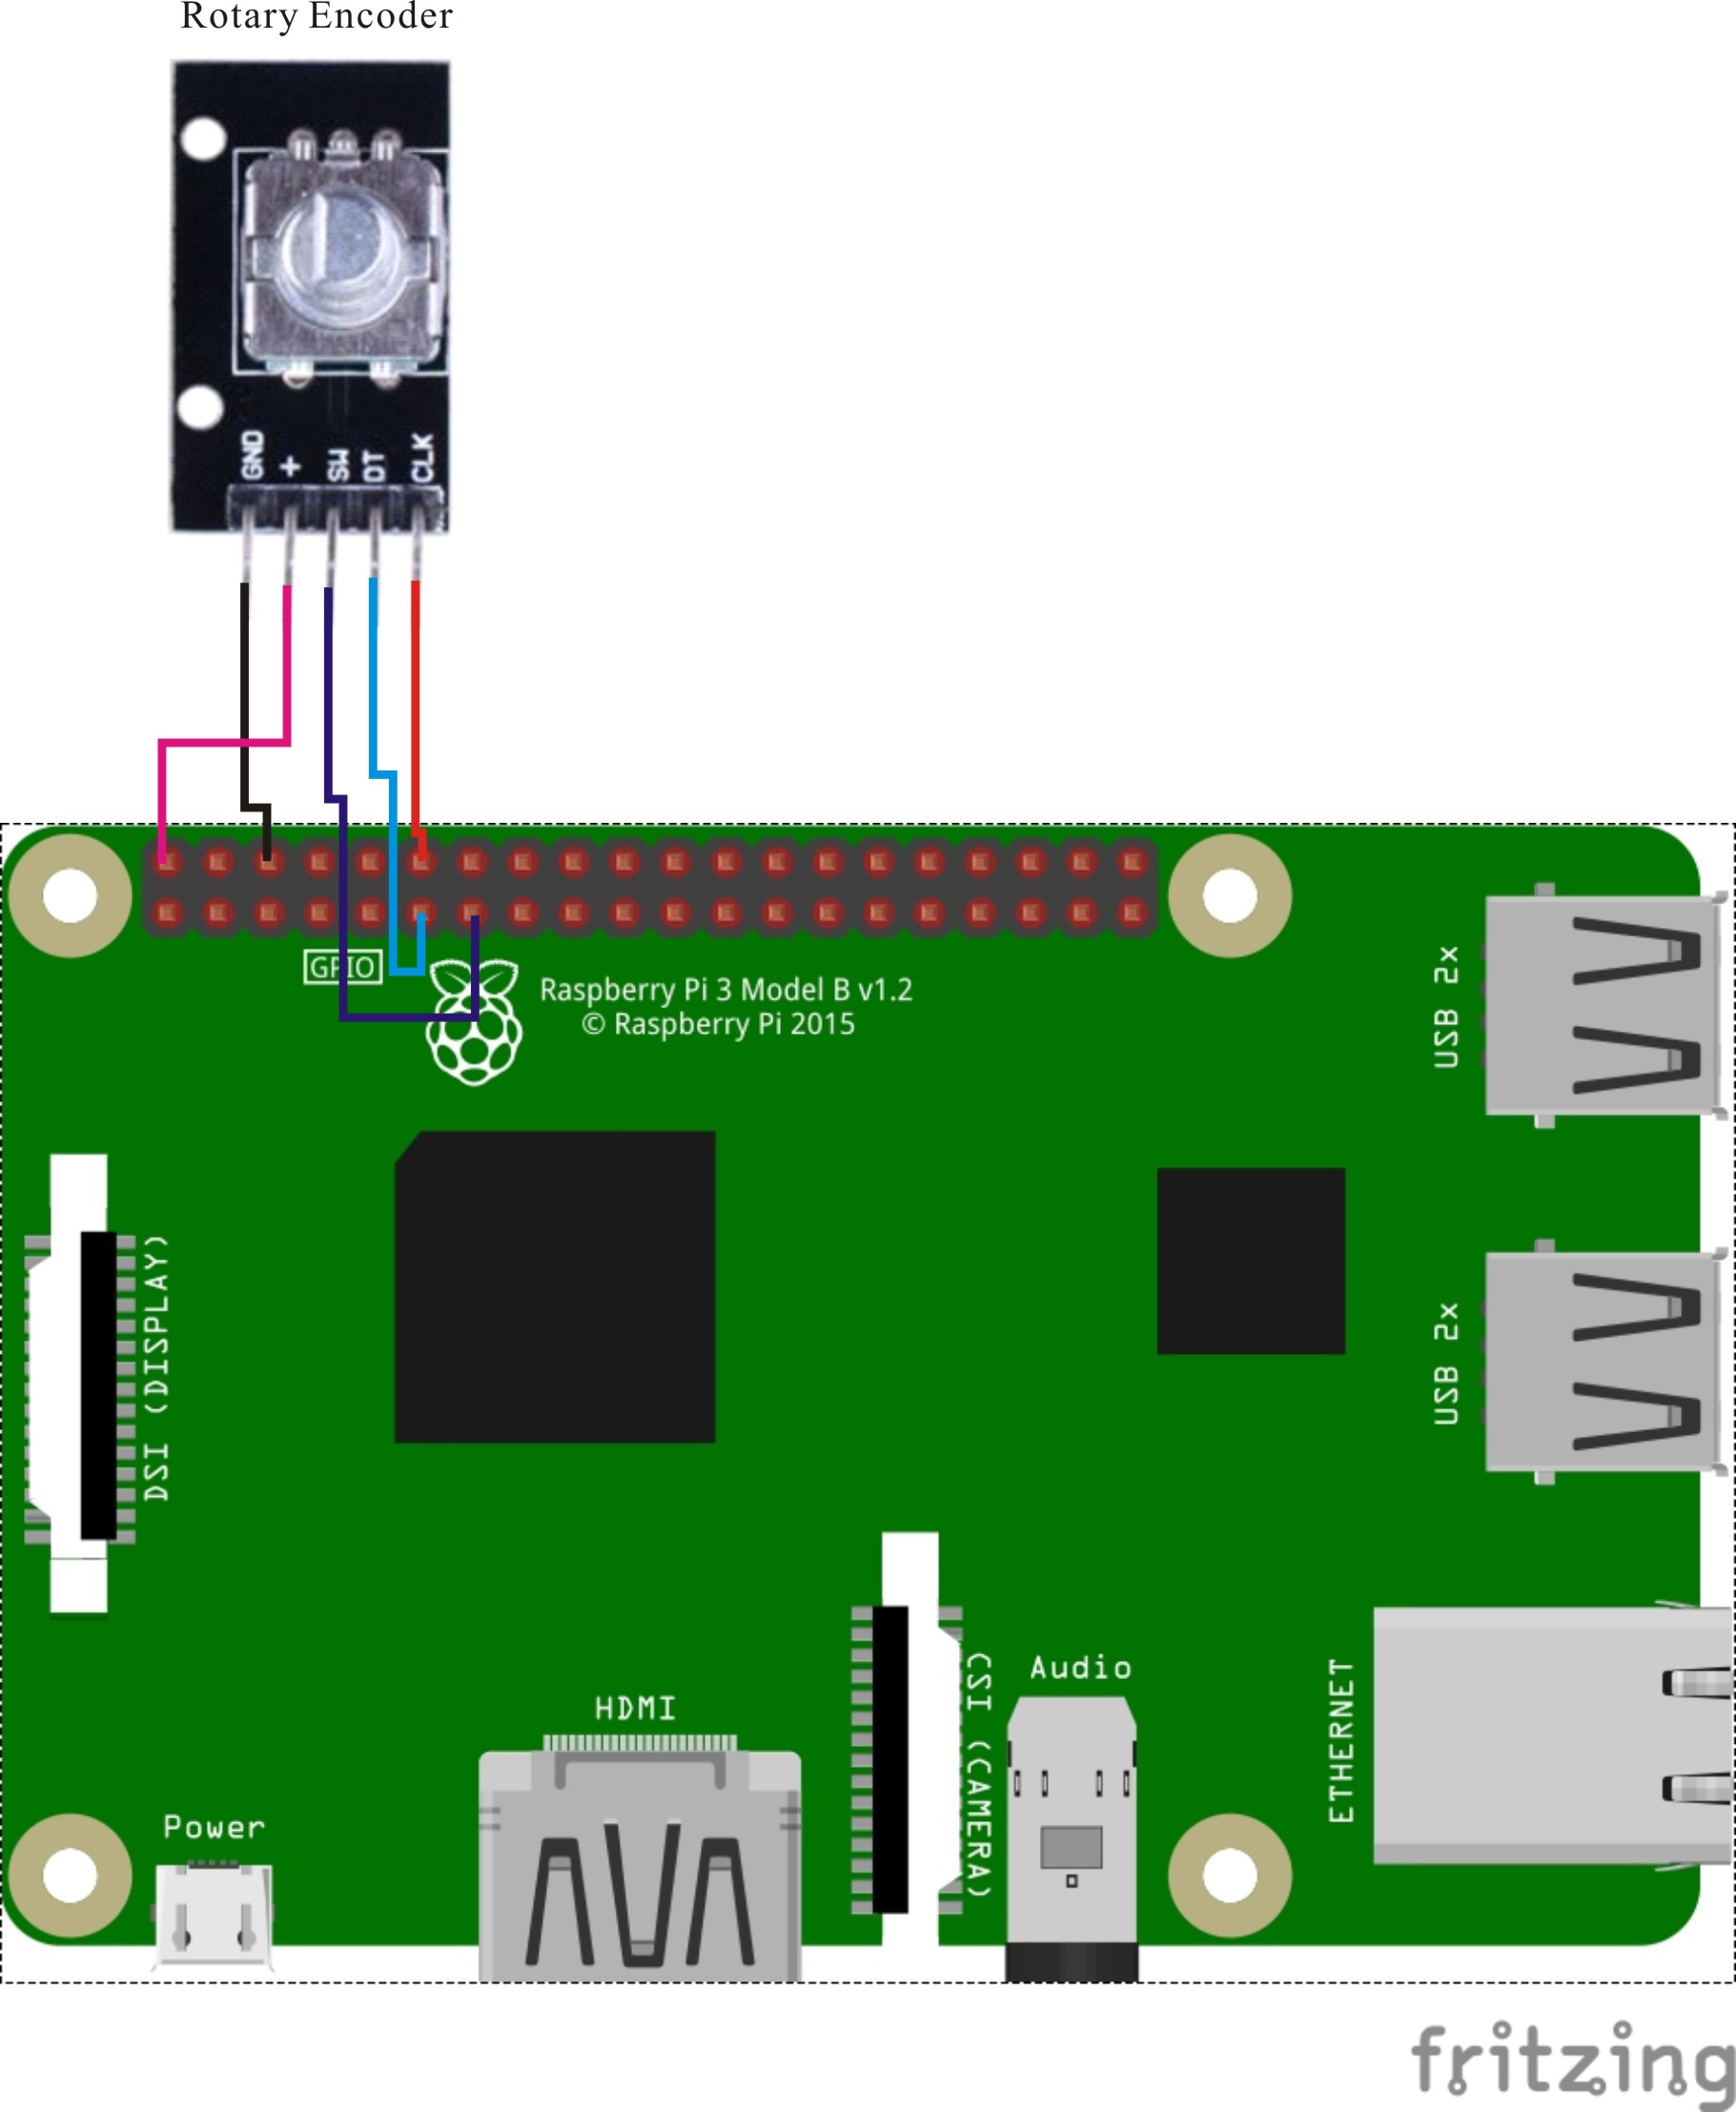 Rotary Encoder
GND
+
SW
DT
CLK
GPIO
Raspberry Pi 3 Model B v1.2
© Raspberry Pi 2015
USB 2x
DSI (DISPLAY)
USB 2x
CSI (CAMERA)
Audio
ETHERNET
HDMI
Power
fritzing